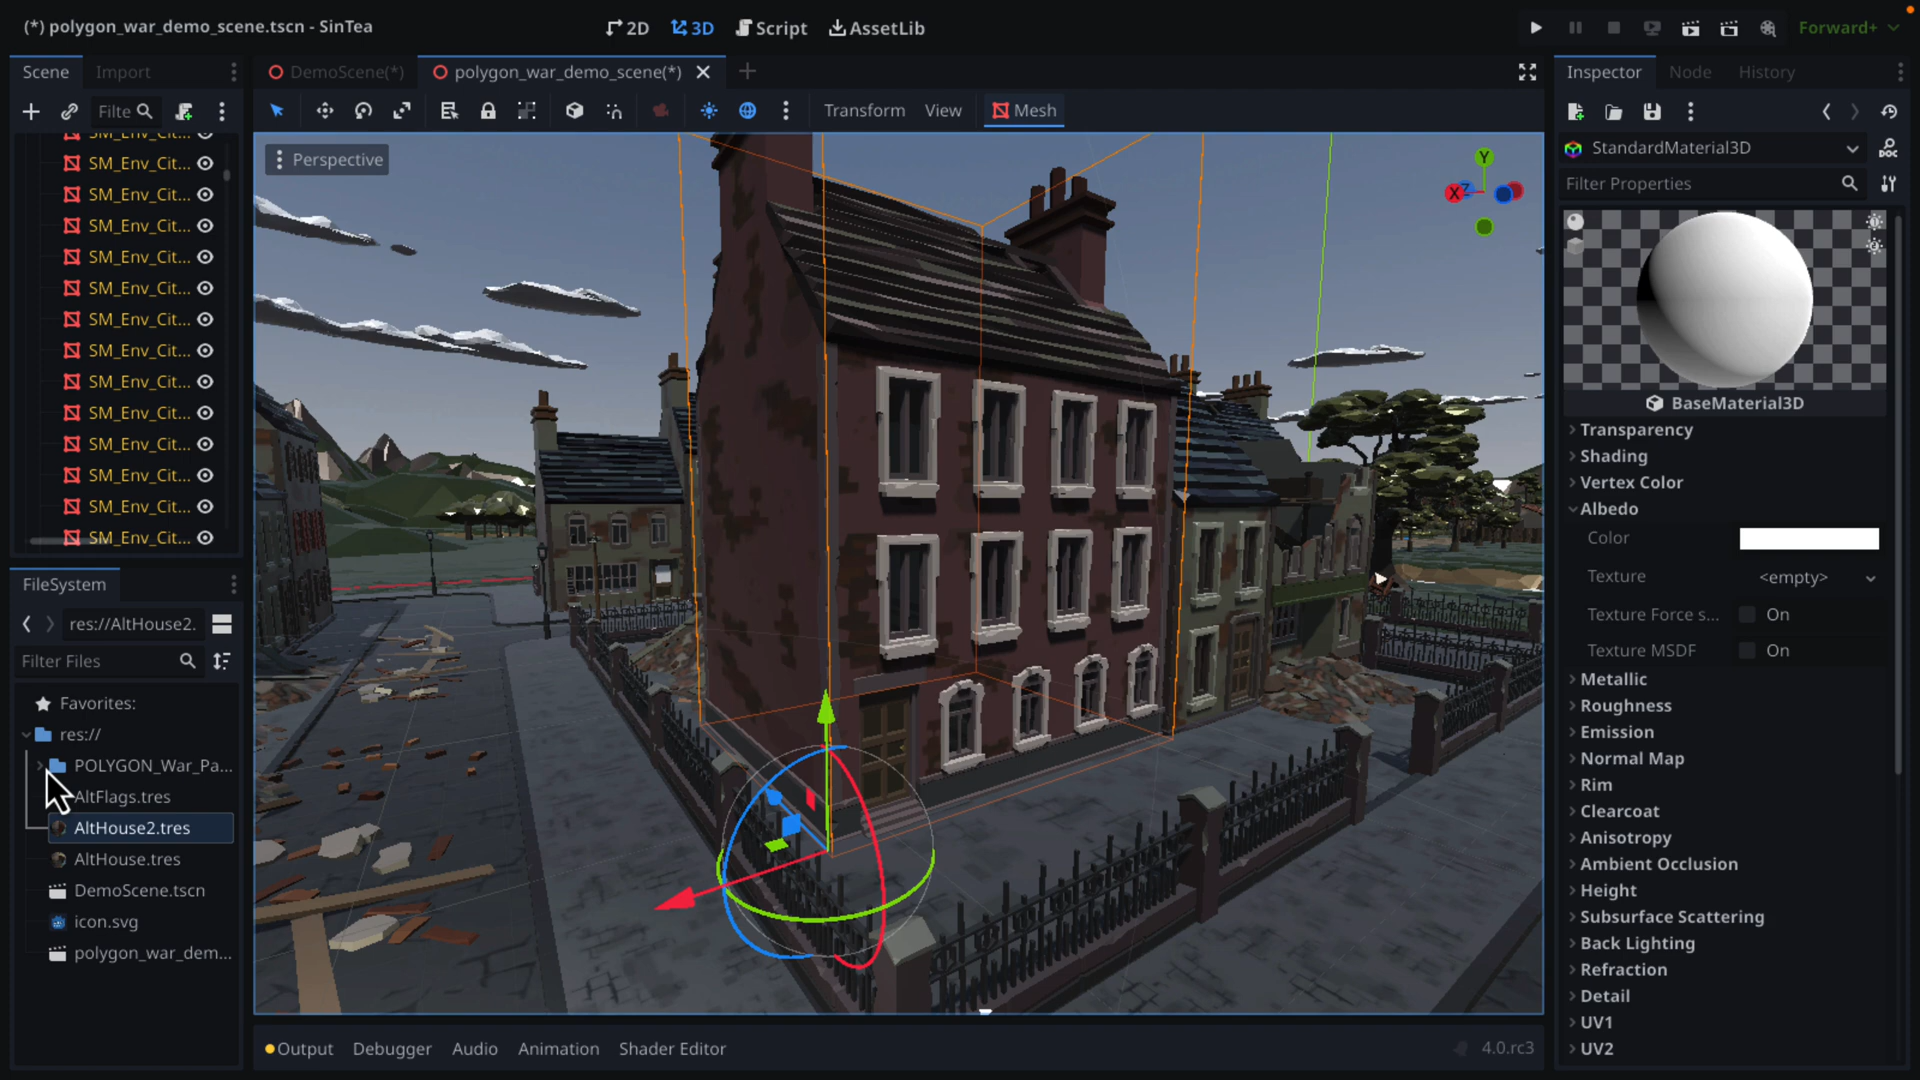 (*) polygon_war_demo_scene.tscn - SinTea
2D
3D
Script
AssetLib
Forward+
Scene
Import
Filte
SM_Env_Cit...
SM_Env_Cit...
SM_Env_Cit...
SM_Env_Cit...
SM_Env_Cit...
SM_Env_Cit...
SM_Env_Cit...
SM_Env_Cit...
SM_Env_Cit...
SM_Env_Cit...
SM_Env_Cit...
SM_Env_Cit...
SM_Env_Cit...
SM_Env_Cit...
FileSystem
res://AltHouse2.
Filter Files
Favorites:
res://
POLYGON_War_Pa...
AltFlags.tres
AltHouse2.tres
AltHouse.tres
DemoScene.tscn
icon.svg
polygon_war_dem...
DemoScene(*)
polygon_war_demo_scene(*)
Transform
View
Mesh
Perspective
Y
X
Z
Output
Debugger
Audio
Animation
Shader Editor
4.0.rc3
Inspector
Node
History
StandardMaterial3D
DOC
Filter Properties
BaseMaterial3D
Transparency
Shading
Vertex Color
Albedo
Color
Texture
<empty>
Texture Force s...
On
Texture MSDF
On
Metallic
Roughness
Emission
Normal Map
Rim
Clearcoat
Anisotropy
Ambient Occlusion
Height
Subsurface Scattering
Back Lighting
Refraction
Detail
UV1
UV2